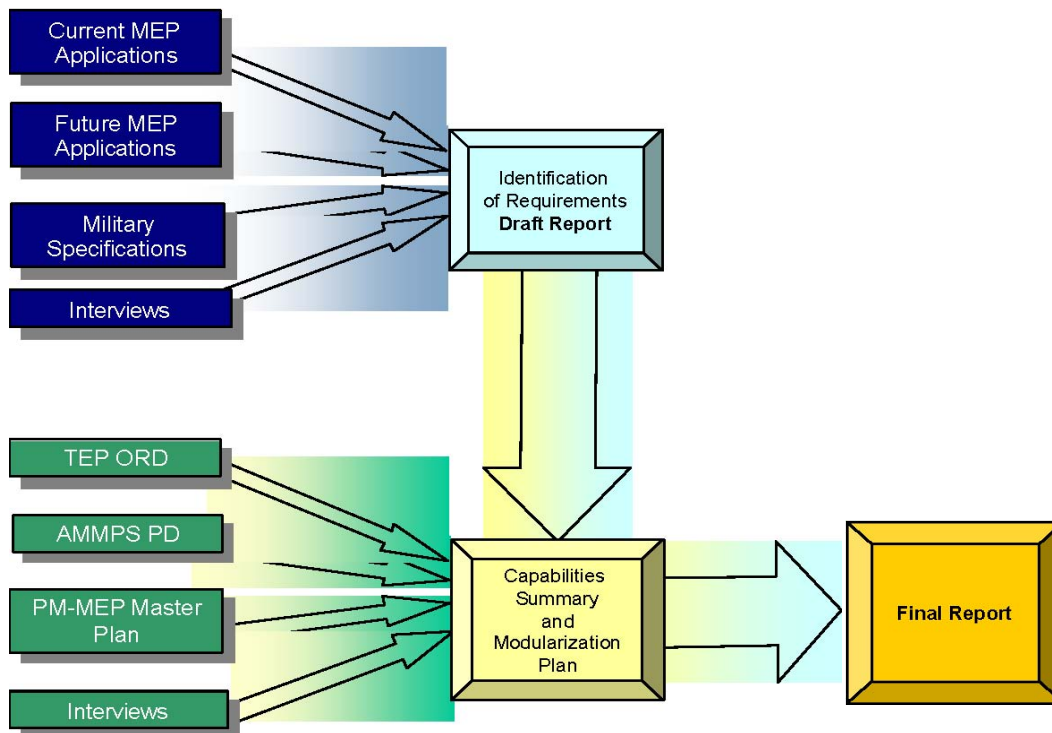 Current MEP
Applications
Future MEP
Applications
Military
Specifications
Interviews
Identification
of Requirements
Draft Report
TEP ORD
AMMPS PD
PM-MEP Master
Plan
Interviews
Capabilities
Summary
and
Modularization
Plan
Final Report